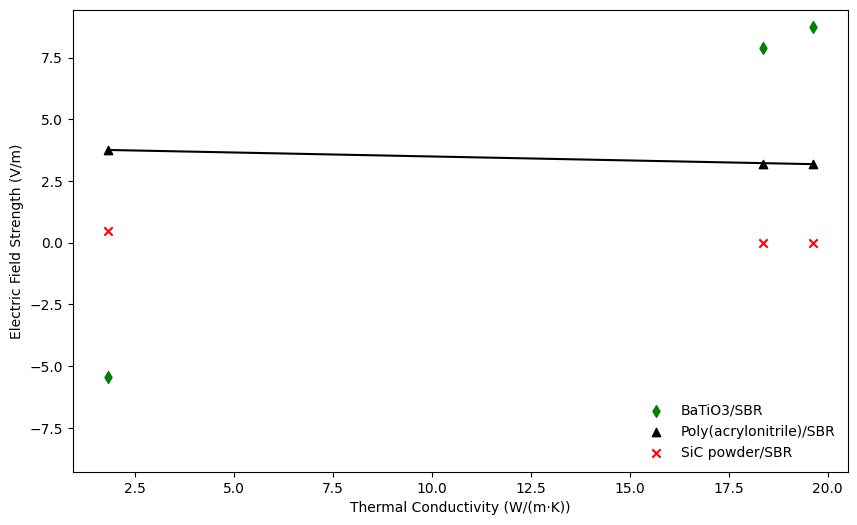 7.5
5.0
2.5
0.0
−2.5
−5.0
−7.5
Electric Field Strength (V/m)
BaTiO3/SBR
Poly(acrylonitrile)/SBR
SiC powder/SBR
2.5 5.0 7.5 10.0 12.5 15.0 17.5 20.0
Thermal Conductivity (W/(m·K))